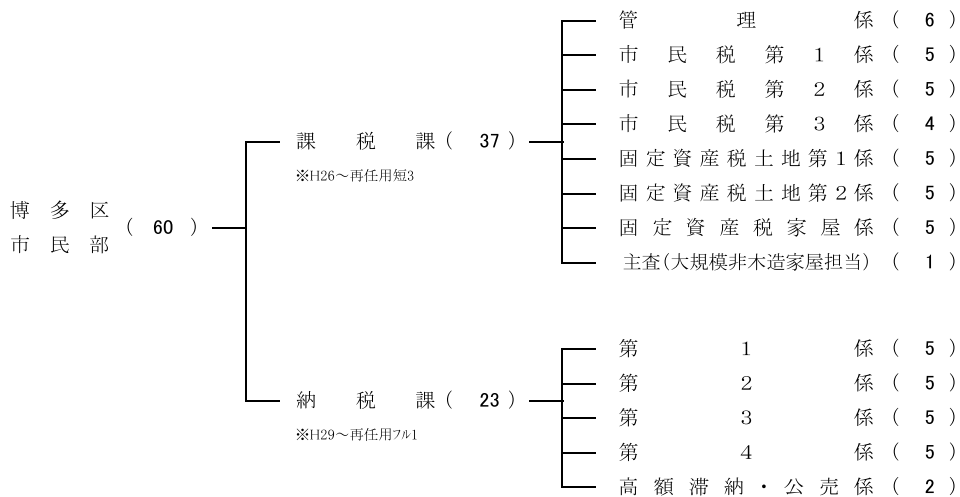 博多区
市民部 ( 60 )
課税課 ( 37 )
※H26～再任用短3
管理係 ( 6 )
市民税第1係 ( 5 )
市民税第2係 ( 5 )
市民税第3係 ( 4 )
固定資産税土地第1係 ( 5 )
固定資産税土地第2係 ( 5 )
固定資産税家屋係 ( 5 )
主査(大規模非木造家屋担当) ( 1 )
納税課 ( 23 )
※H29～再任用ﾌﾙ1
第1係 ( 5 )
第2係 ( 5 )
第3係 ( 5 )
第4係 ( 5 )
高額滞納・公売係 ( 2 )